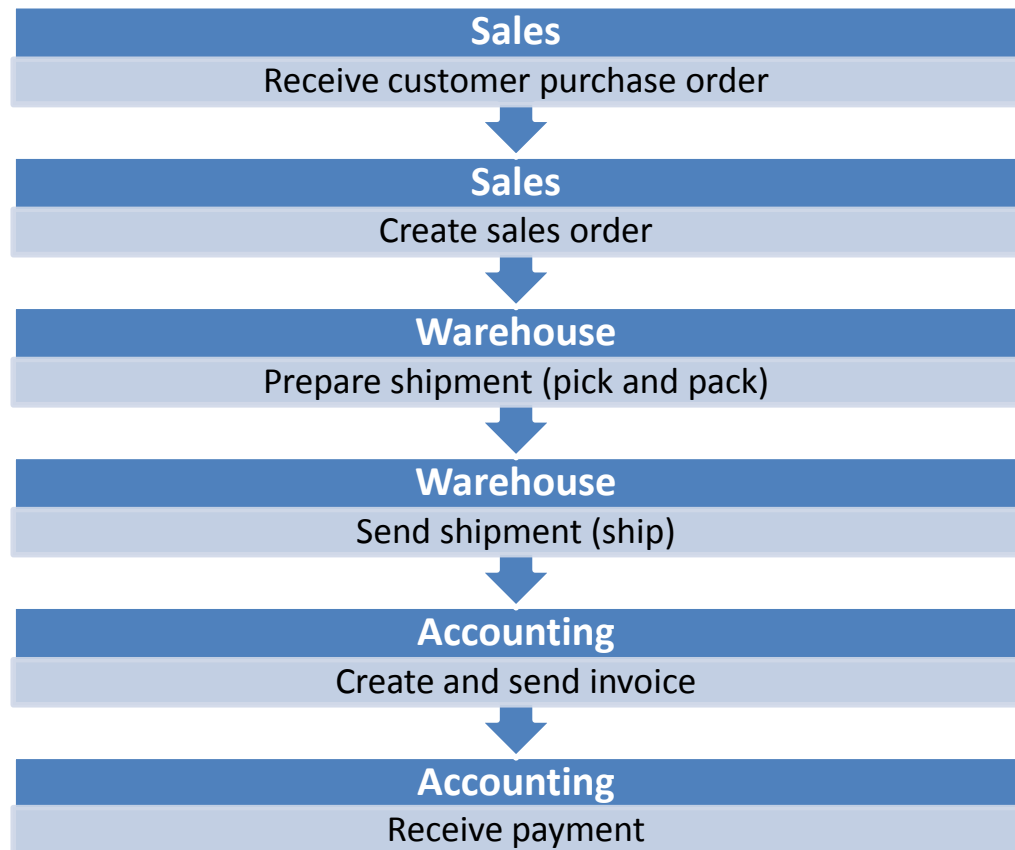 Sales
Receive customer purchase order
Sales
Create sales order
Warehouse
Prepare shipment (pick and pack)
Warehouse
Send shipment (ship)
Accounting
Create and send invoice
Accounting
Receive payment